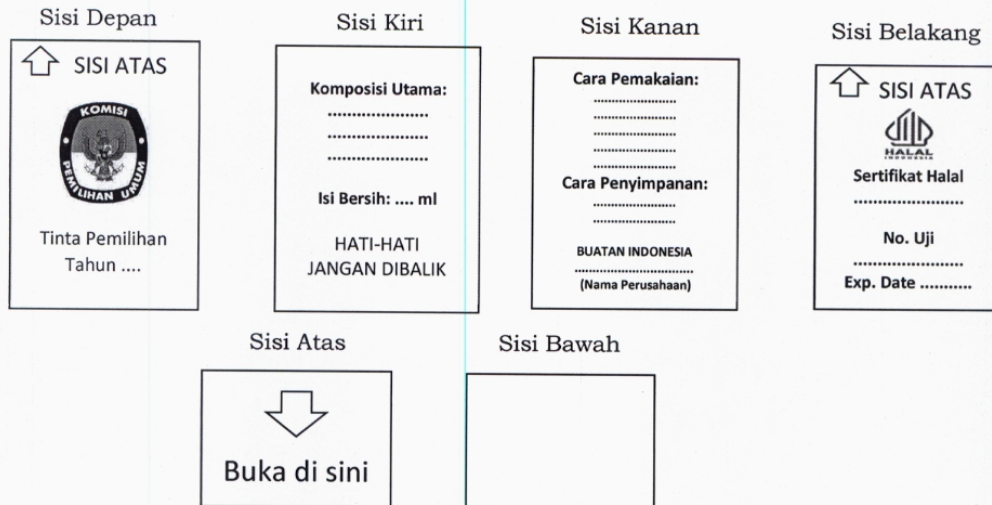 Sisi Depan
SISI ATAS
KOMISI
PEMILIHAN UMUM
Tinta Pemilihan
Tahun ....
Sisi Kiri
Komposisi Utama:
......................
......................
......................
Isi Bersih: .... ml
HATI-HATI
JANGAN DIBALIK
Sisi Kanan
Cara Pemakaian:
......................
......................
......................
......................
......................
Cara Penyimpanan:
......................
......................
BUATAN INDONESIA
................................
(Nama Perusahaan)
Sisi Belakang
SISI ATAS
HALAL
INDONESIA
Sertifikat Halal
........................
No. Uji
........................
Exp. Date ...........
Sisi Atas
Buka di sini
Sisi Bawah